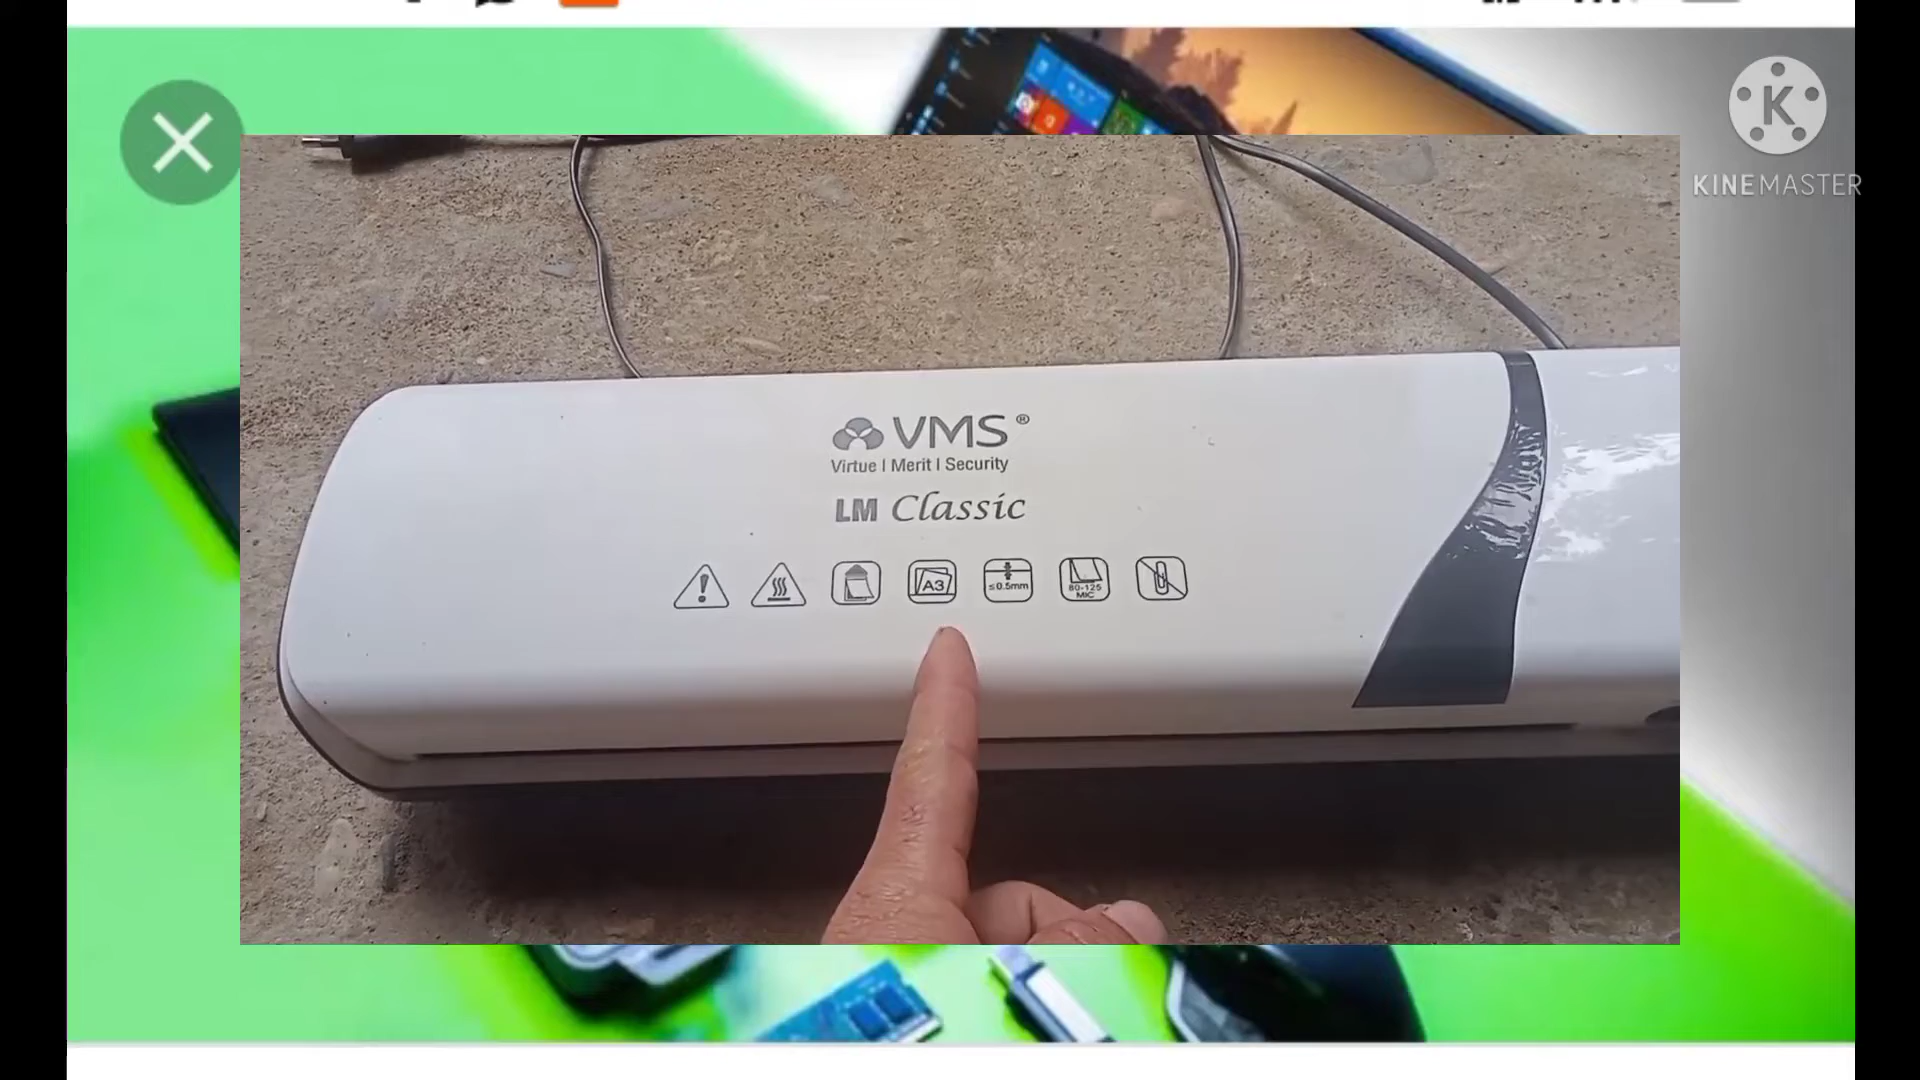 KINEMASTER
VMS®
Virtue | Merit | Security
LM Classic
A3
≤0.5mm
80-125
MIC